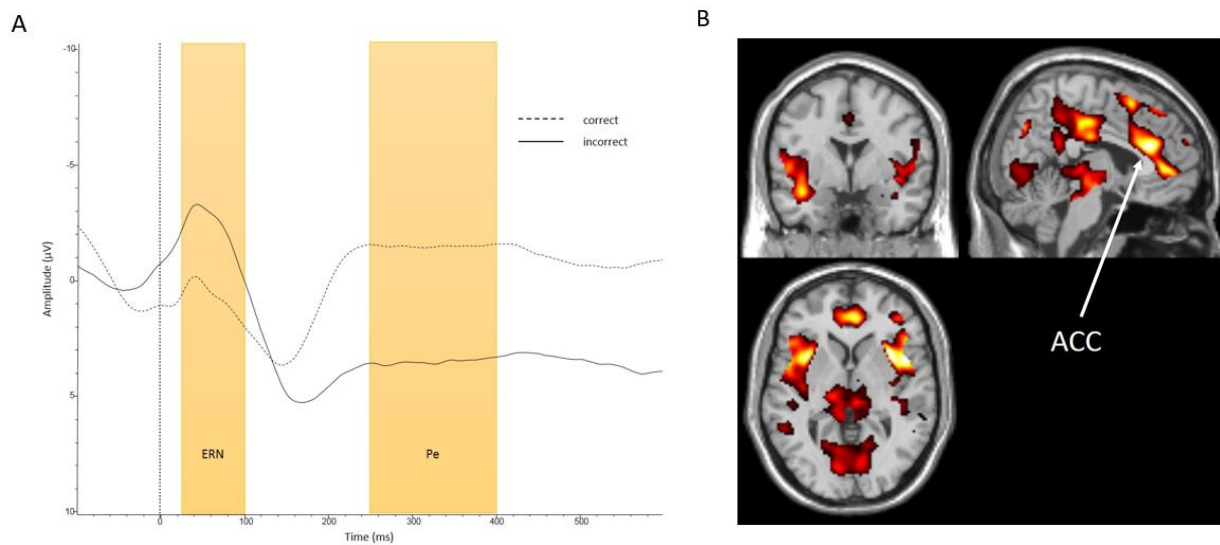 A
B
-10
-5
0
5
10
Amplitude (µV)
correct
incorrect
ERN
Pe
0
100
200
300
400
500
Time (ms)
ACC